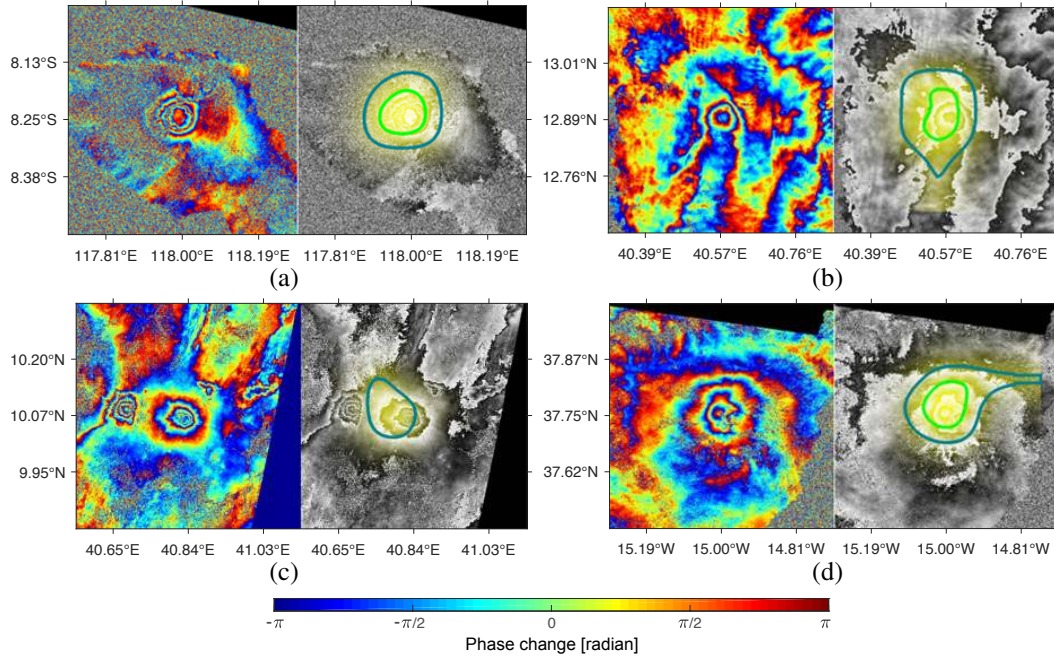 8.13°S
8.25°S
8.38°S
117.81°E 118.00°E 118.19°E 117.81°E 118.00°E 118.19°E
(a)
13.01°N
12.89°N
12.76°N
40.39°E 40.57°E 40.76°E 40.39°E 40.57°E 40.76°E
(b)
10.20°N
10.07°N
9.95°N
40.65°E 40.84°E 41.03°E 40.65°E 40.84°E 41.03°E
(c)
37.87°N
37.75°N
37.62°N
15.19°W 15.00°W 14.81°W 15.19°W 15.00°W 14.81°W
(d)
-π -π/2 0 π/2 π
Phase change [radian]